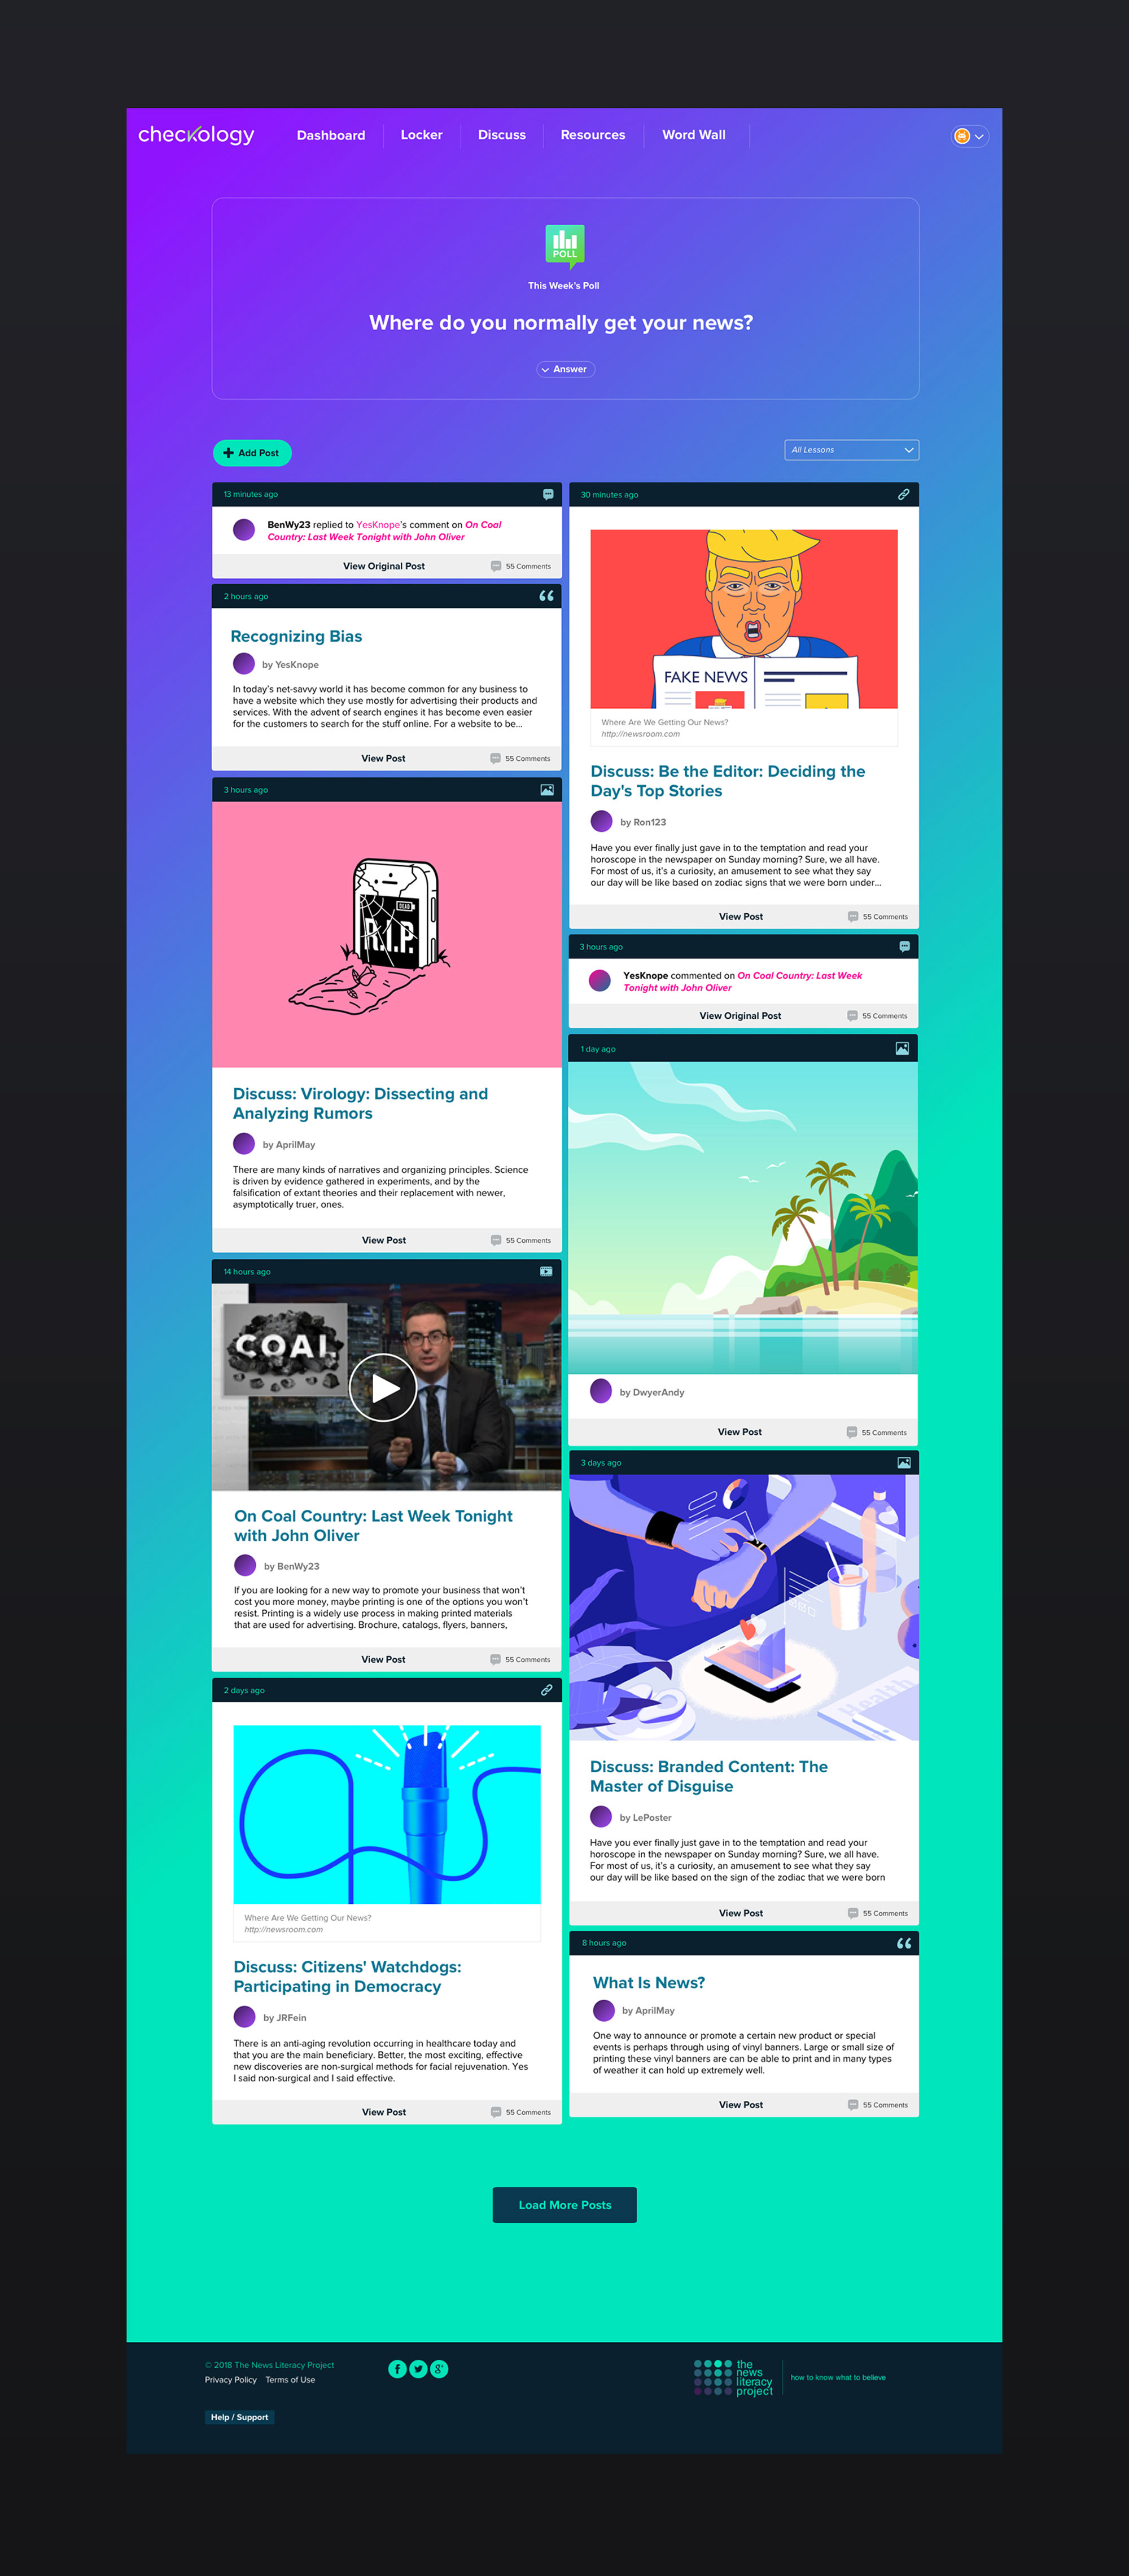 checkology
Dashboard
Locker
Discuss
Resources
Word Wall
POLL
This Week's Poll
Where do you normally get your news?
Answer
Add Post
All Lessons
13 minutes ago
BenWy23 replied to YesKnope's comment on On Coal
Country: Last Week Tonight with John Oliver
View Original Post
55 Comments
2 hours ago
Recognizing Bias
by YesKnope
In today's net-savvy world it has become common for any business to
have a website which they use mostly for advertising their products and
services. With the advent of search engines it has become even easier
for the customers to search for the stuff online. For a website to be...
View Post
55 Comments
3 hours ago
DEAD
R.I.P.
Discuss: Virology: Dissecting and
Analyzing Rumors
by AprilMay
There are many kinds of narratives and organizing principles. Science
is driven by evidence gathered in experiments, and by the
falsification of extant theories and their replacement with newer,
asymptotically truer, ones.
View Post
55 Comments
14 hours ago
COAL
On Coal Country: Last Week Tonight
with John Oliver
by BenWy23
If you are looking for a new way to promote your business that won't
cost you more money, maybe printing is one of the options you won't
resist. Printing is a widely use process in making printed materials
that are used for advertising. Brochure, catalogs, flyers, banners,
View Post
55 Comments
2 days ago
Where Are We Getting Our News?
http://newsroom.com
Discuss: Citizens' Watchdogs:
Participating in Democracy
by JRFein
There is an anti-aging revolution occurring in healthcare today and
that you are the main beneficiary. Better, the most exciting, effective
new discoveries are non-surgical methods for facial rejuvenation. Yes
I said non-surgical and I said effective.
View Post
55 Comments
30 minutes ago
FAKE NEWS
Where Are We Getting Our News?
http://newsroom.com
Discuss: Be the Editor: Deciding the
Day's Top Stories
by Ron123
Have you ever finally just gave in to the temptation and read your
horoscope in the newspaper on Sunday morning? Sure, we all have.
For most of us, it's a curiosity, an amusement to see what they say
our day will be like based on zodiac signs that we were born under...
View Post
55 Comments
3 hours ago
YesKnope commented on On Coal Country: Last Week
Tonight with John Oliver
View Original Post
55 Comments
1 day ago
by DwyerAndy
View Post
55 Comments
3 days ago
Health
Discuss: Branded Content: The
Master of Disguise
by LePoster
Have you ever finally just gave in to the temptation and read your
horoscope in the newspaper on Sunday morning? Sure, we all have.
For most of us, it's a curiosity, an amusement to see what they say
our day will be like based on the sign of the zodiac that we were born
View Post
55 Comments
8 hours ago
What Is News?
by AprilMay
One way to announce or promote a certain new product or special
events is perhaps through using of vinyl banners. Large or small size of
printing these vinyl banners are can be able to print and in many types
of weather it can hold up extremely well.
View Post
55 Comments
Load More Posts
© 2018 The News Literacy Project
Privacy Policy Terms of Use
Help / Support
f
g+
the
news
literacy
project
how to know what to believe